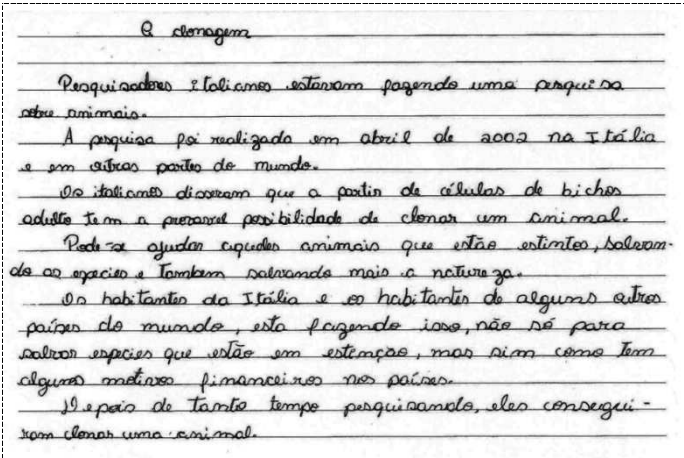 A clonagem
Pesquisadores italianos estavam fazendo uma pesquisa
sobre animais.
A pesquisa foi realizada em abril de 2002 na Itália
e em outras partes do mundo.
Os italianos disseram que a partir de células de bichos
adulto tem a provavel possibilidade de clonar um animal.
Pode-se ajudar aqueles animais que estão estintos, salvan-
do as especies e tambem salvando mais a natureza.
Os habitantes da Itália e os habitantes de alguns outros
países do mundo, esta fazendo isso, não só para
salvar especies que estão em estenção, mas sim como tem
alguns motivos financeiros nos países.
Depois de tanto tempo pesquisando, eles consegui-
ram clonar uma animal.